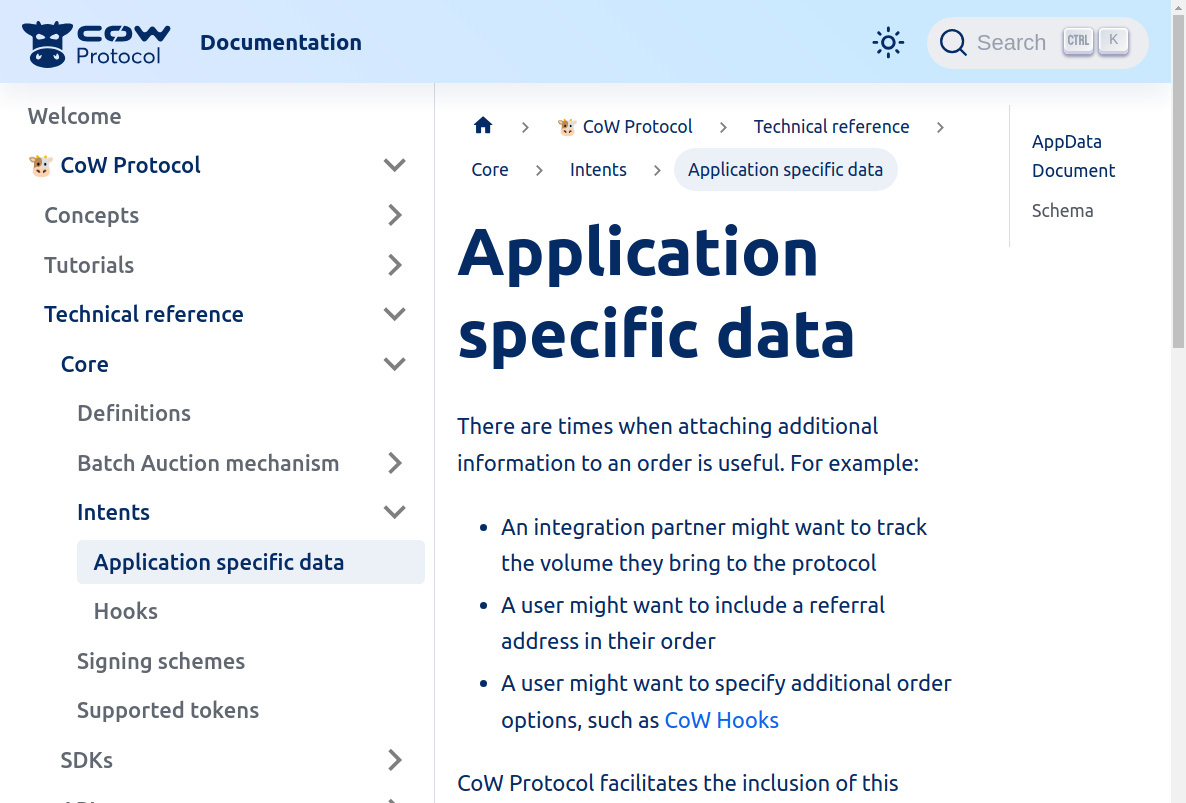 COW
Protocol
Documentation
Search
CTRL
K
Welcome
CoW Protocol
Concepts
Tutorials
Technical reference
Core
Definitions
Batch Auction mechanism
Intents
Application specific data
Hooks
Signing schemes
Supported tokens
SDKs
CoW Protocol
Technical reference
Core
Intents
Application specific data
Application
specific data
There are times when attaching additional
information to an order is useful. For example:
An integration partner might want to track
the volume they bring to the protocol
A user might want to include a referral
address in their order
A user might want to specify additional order
options, such as CoW Hooks
CoW Protocol facilitates the inclusion of this
AppData
Document
Schema